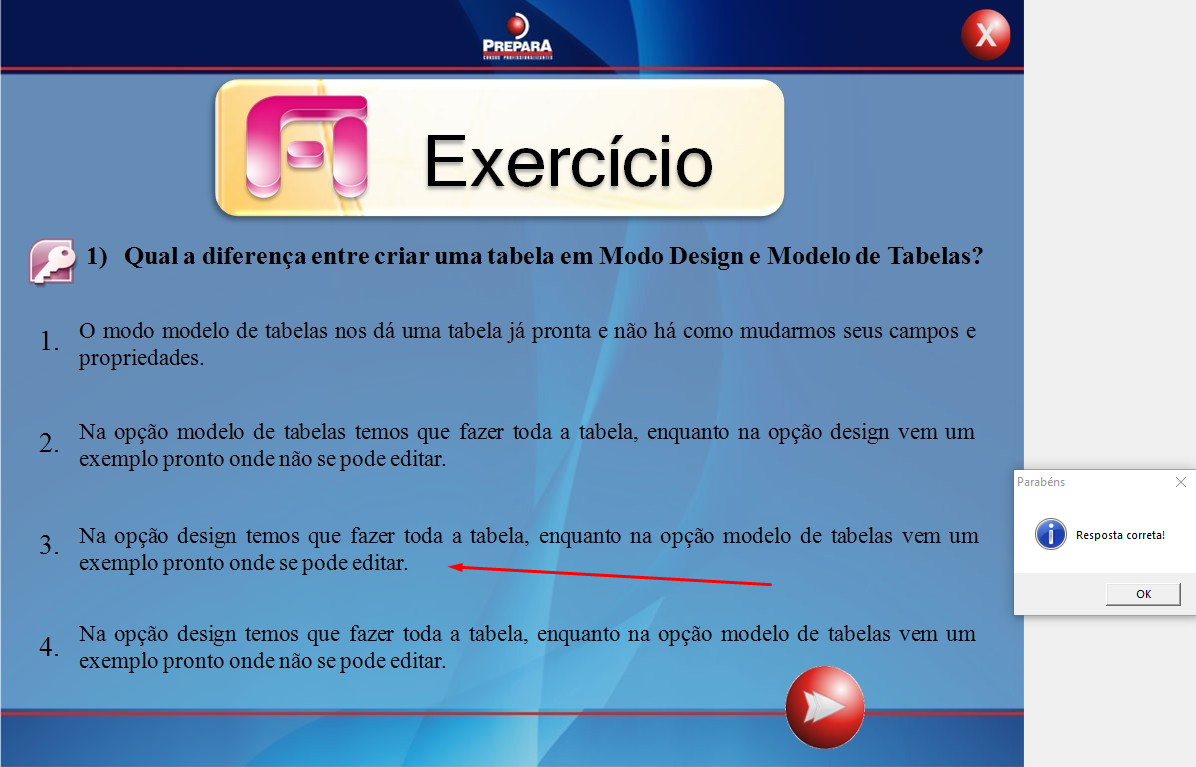 PREPARA
CURSOS PROFISSIONALIZANTES
X
Exercício
1) Qual a diferença entre criar uma tabela em Modo Design e Modelo de Tabelas?
1. O modo modelo de tabelas nos dá uma tabela já pronta e não há como mudarmos seus campos e
propriedades.
2. Na opção modelo de tabelas temos que fazer toda a tabela, enquanto na opção design vem um
exemplo pronto onde não se pode editar.
Parabéns
3. Na opção design temos que fazer toda a tabela, enquanto na opção modelo de tabelas vem um
exemplo pronto onde se pode editar.
Resposta correta!
OK
4. Na opção design temos que fazer toda a tabela, enquanto na opção modelo de tabelas vem um
exemplo pronto onde não se pode editar.